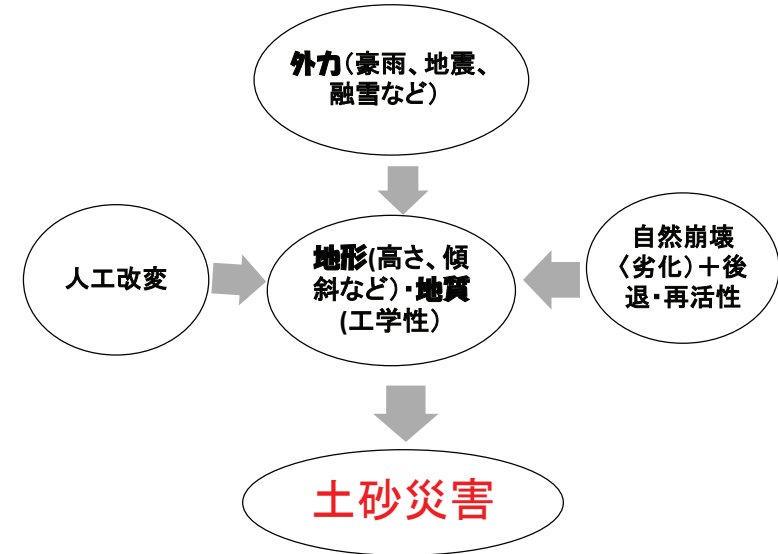 外力(豪雨、地震、
融雪など)
人工改変
地形(高さ、傾
斜など)・地質
(工学性)
自然崩壊
〈劣化)+後
退・再活性
土砂災害